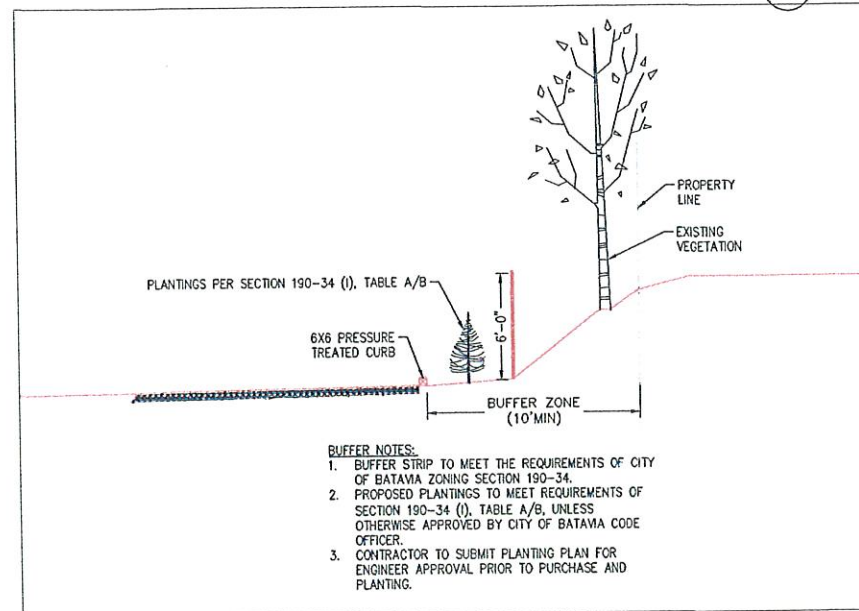 PROPERTY
LINE
EXISTING
VEGETATION
PLANTINGS PER SECTION 190-34 (I), TABLE A/B
6'-0"
6X6 PRESSURE
TREATED CURB
BUFFER ZONE
(10'MIN)
BUFFER NOTES:
1. BUFFER STRIP TO MEET THE REQUIREMENTS OF CITY
OF BATAVIA ZONING SECTION 190-34.
2. PROPOSED PLANTINGS TO MEET REQUIREMENTS OF
SECTION 190-34 (I), TABLE A/B, UNLESS
OTHERWISE APPROVED BY CITY OF BATAVIA CODE
OFFICER.
3. CONTRACTOR TO SUBMIT PLANTING PLAN FOR
ENGINEER APPROVAL PRIOR TO PURCHASE AND
PLANTING.